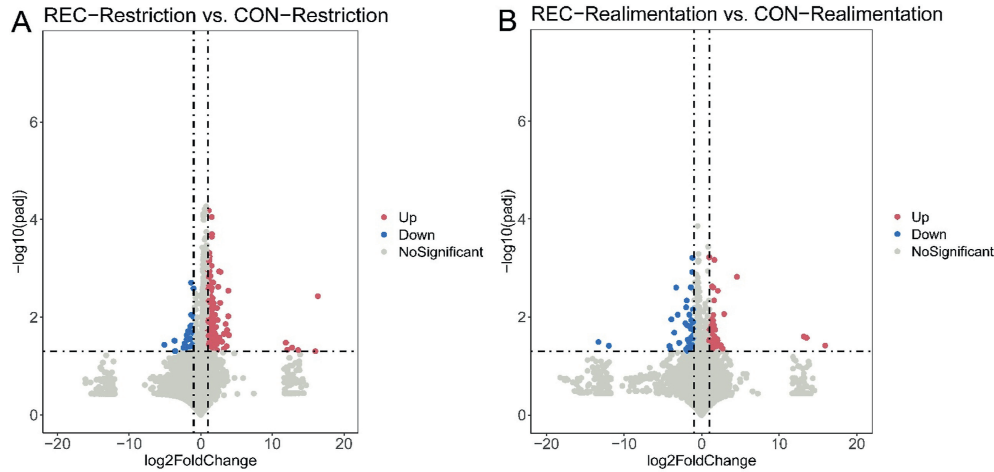 A REC−Restriction vs. CON−Restriction
−log10(padj)
6
4
2
0
−20 −10 0 10 20
log2FoldChange
Up
Down
NoSignificant
B REC−Realimentation vs. CON−Realimentation
−log10(padj)
6
4
2
0
−20 −10 0 10 20
log2FoldChange
Up
Down
NoSignificant